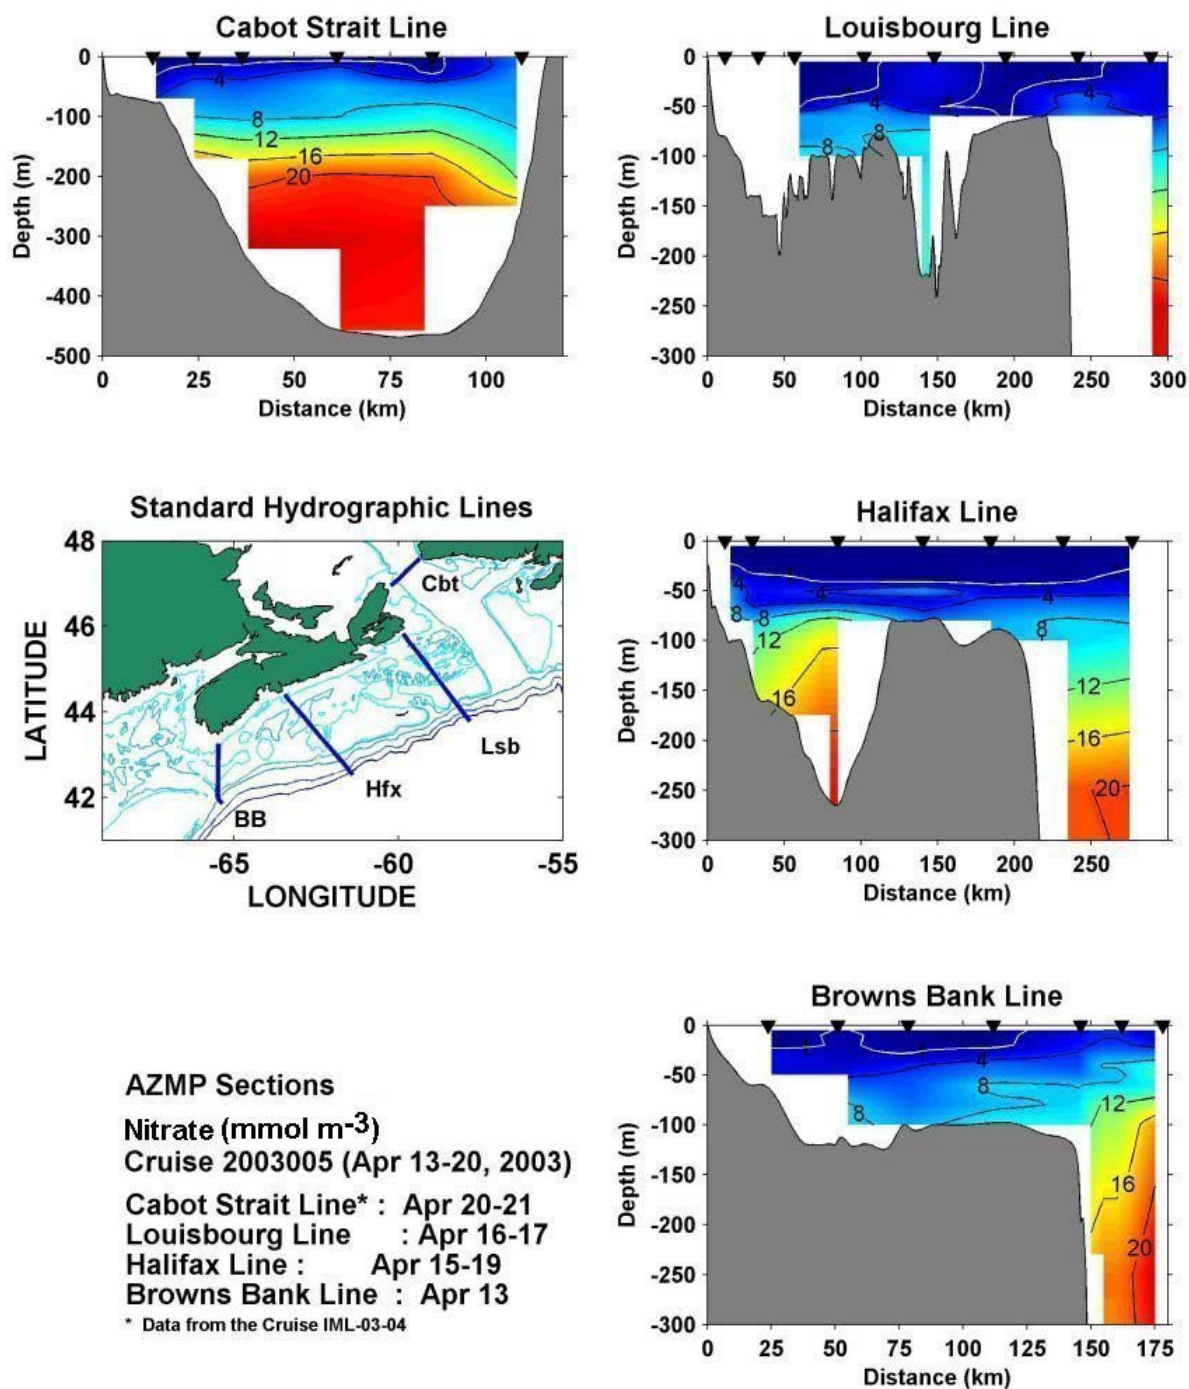 Cabot Strait Line
0
-100
-200
-300
-400
-500
Depth (m)
4
8
12
16
20
0 25 50 75 100
Distance (km)
Louisbourg Line
0
-50
-100
-150
-200
-250
-300
Depth (m)
4
4
8
8
0 50 100 150 200 250 300
Distance (km)
Standard Hydrographic Lines
48
46
44
42
LATITUDE
Cbt
Lsb
Hfx
BB
-65 -60 -55
LONGITUDE
Halifax Line
0
-50
-100
-150
-200
-250
-300
Depth (m)
4
4
4
8
8
8
12
16
12
16
20
0 50 100 150 200 250
Distance (km)
Browns Bank Line
0
-50
-100
-150
-200
-250
-300
Depth (m)
4
8
8
12
16
20
0 25 50 75 100 125 150 175
Distance (km)
AZMP Sections
Nitrate (mmol m-3)
Cruise 2003005 (Apr 13-20, 2003)
Cabot Strait Line* : Apr 20-21
Louisbourg Line : Apr 16-17
Halifax Line : Apr 15-19
Browns Bank Line : Apr 13
* Data from the Cruise IML-03-04